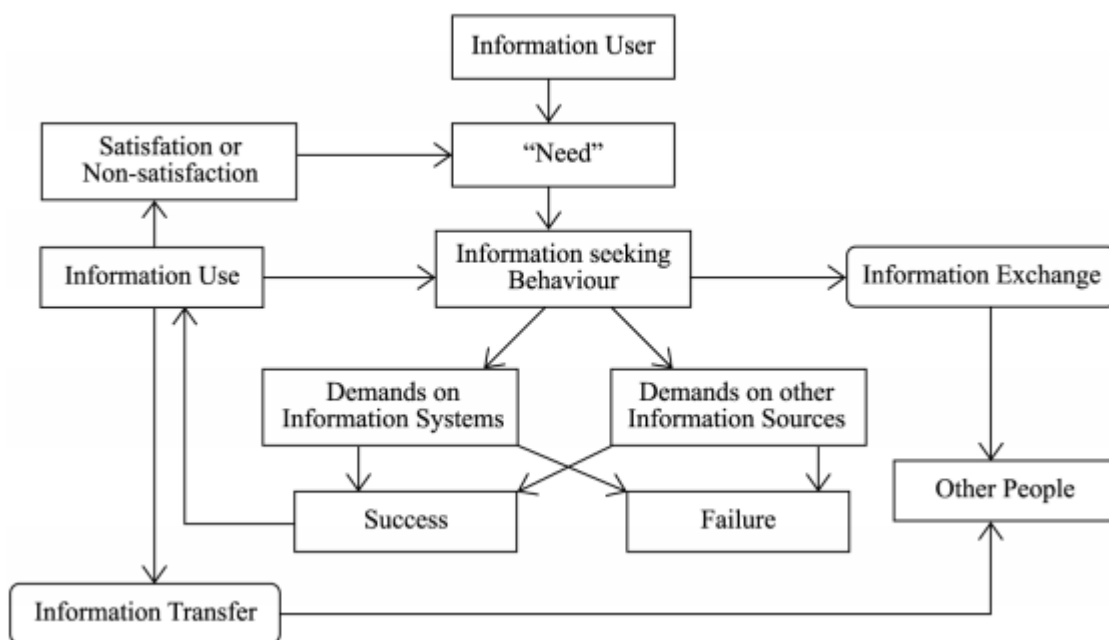 Information User
Satisfation or
Non-satisfaction
“Need”
Information Use
Information seeking
Behaviour
Information Exchange
Demands on
Information Systems
Demands on other
Information Sources
Success
Failure
Other People
Information Transfer